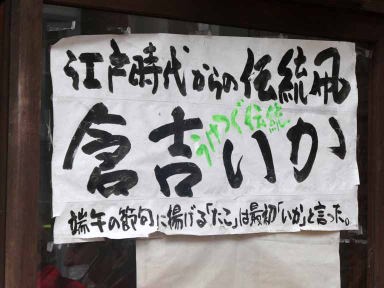 江戸時代からの伝統凧
うけつぐ伝統
倉吉いか
端午の節句に揚げる「たこ」は最初「いか」と言った。